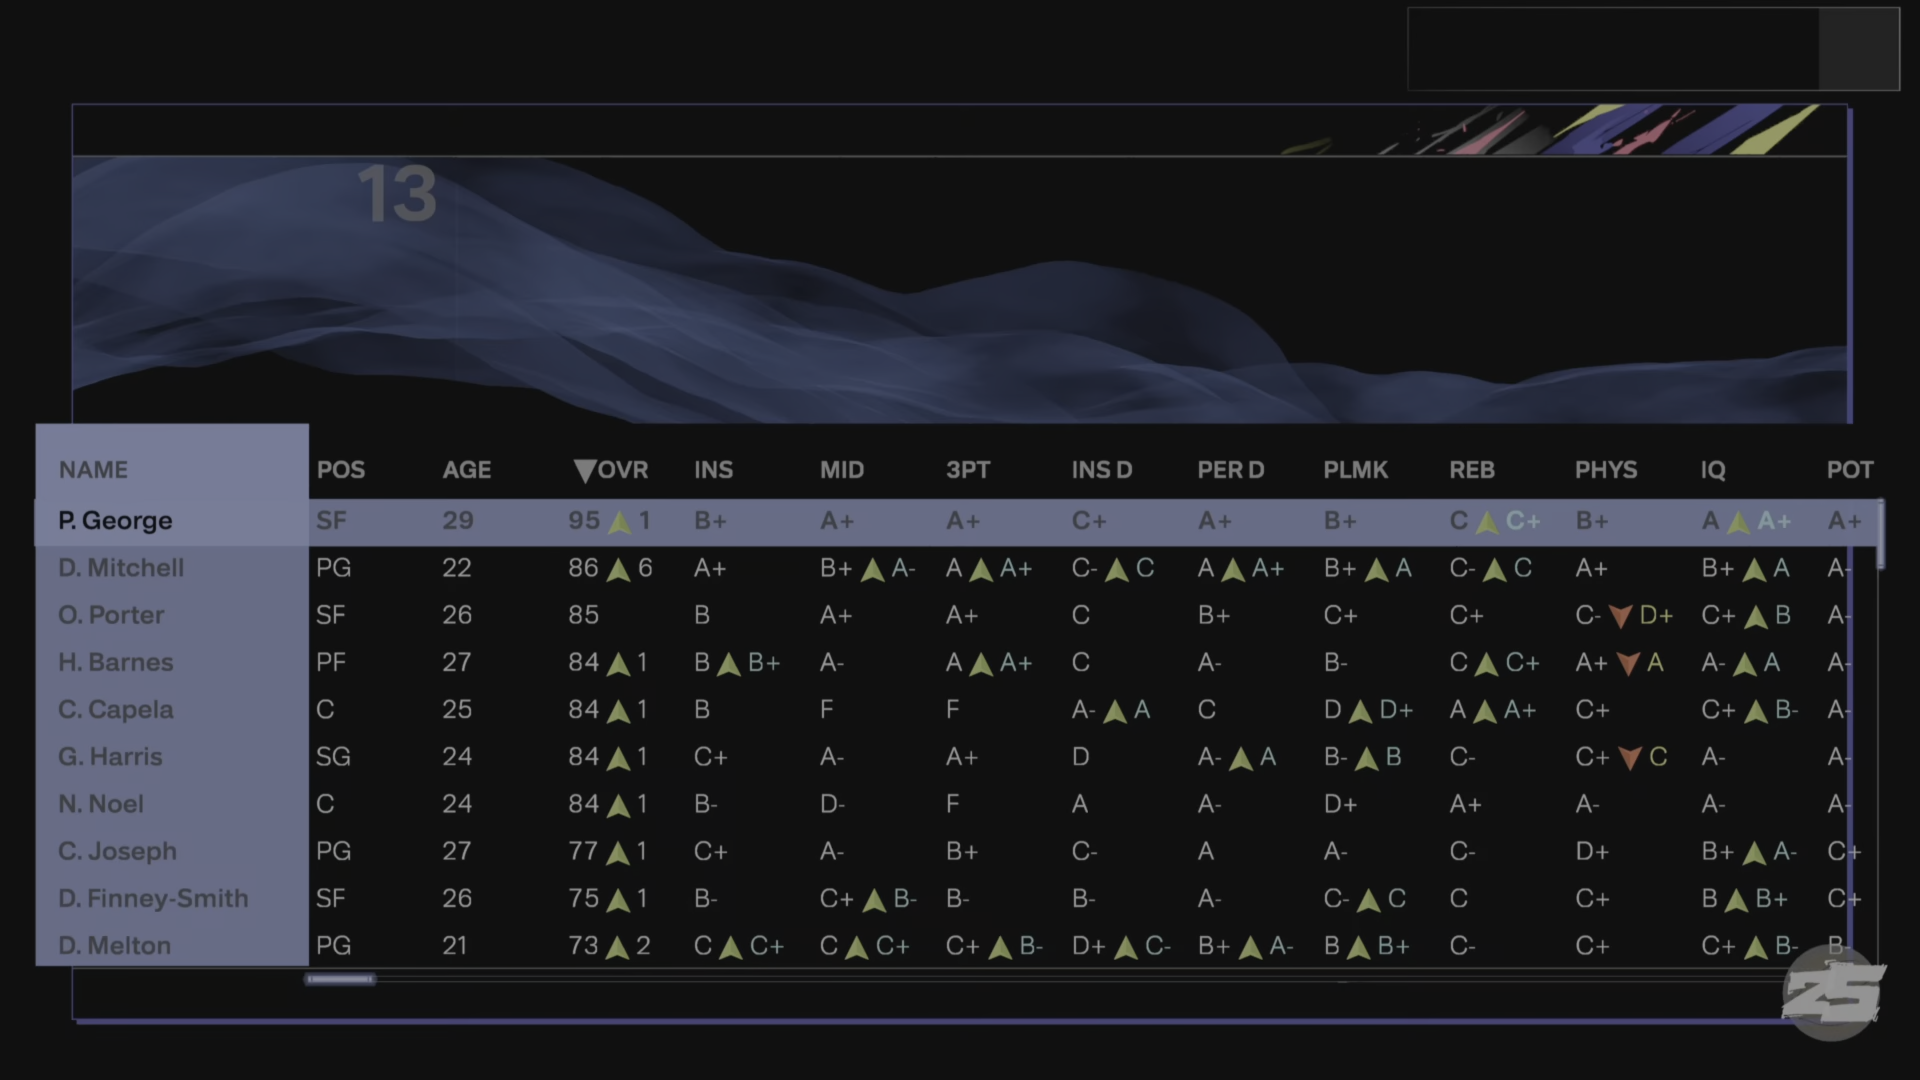 13
NAME POS AGE ▼OVR INS MID 3PT INS D PER D PLMK REB PHYS IQ POT
P. George SF 29 95 ▲ 1 B+ A+ A+ C+ A+ B+ C ▲ C+ B+ A ▲ A+ A+
D. Mitchell PG 22 86 ▲ 6 A+ B+ ▲ A- A ▲ A+ C- ▲ C A ▲ A+ B+ ▲ A C- ▲ C A+ B+ ▲ A A-
O. Porter SF 26 85 B A+ A+ C B+ C+ C+ C- ▼ D+ C+ ▲ B A-
H. Barnes PF 27 84 ▲ 1 B ▲ B+ A- A ▲ A+ C A- B- C ▲ C+ A+ ▼ A A- ▲ A A-
C. Capela C 25 84 ▲ 1 B F F A- ▲ A C D ▲ D+ A ▲ A+ C+ C+ ▲ B- A-
G. Harris SG 24 84 ▲ 1 C+ A- A+ D A- ▲ A B- ▲ B C- C+ ▼ C A- A-
N. Noel C 24 84 ▲ 1 B- D- F A A- D+ A+ A- A- A-
C. Joseph PG 27 77 ▲ 1 C+ A- B+ C- A A- C- D+ B+ ▲ A- C+
D. Finney-Smith SF 26 75 ▲ 1 B- C+ ▲ B- B- B- A- C- ▲ C C C+ B ▲ B+ C+
D. Melton PG 21 73 ▲ 2 C ▲ C+ C ▲ C+ C+ ▲ B- D+ ▲ C- B+ ▲ A- B ▲ B+ C- C+ C+ ▲ B- B-
25